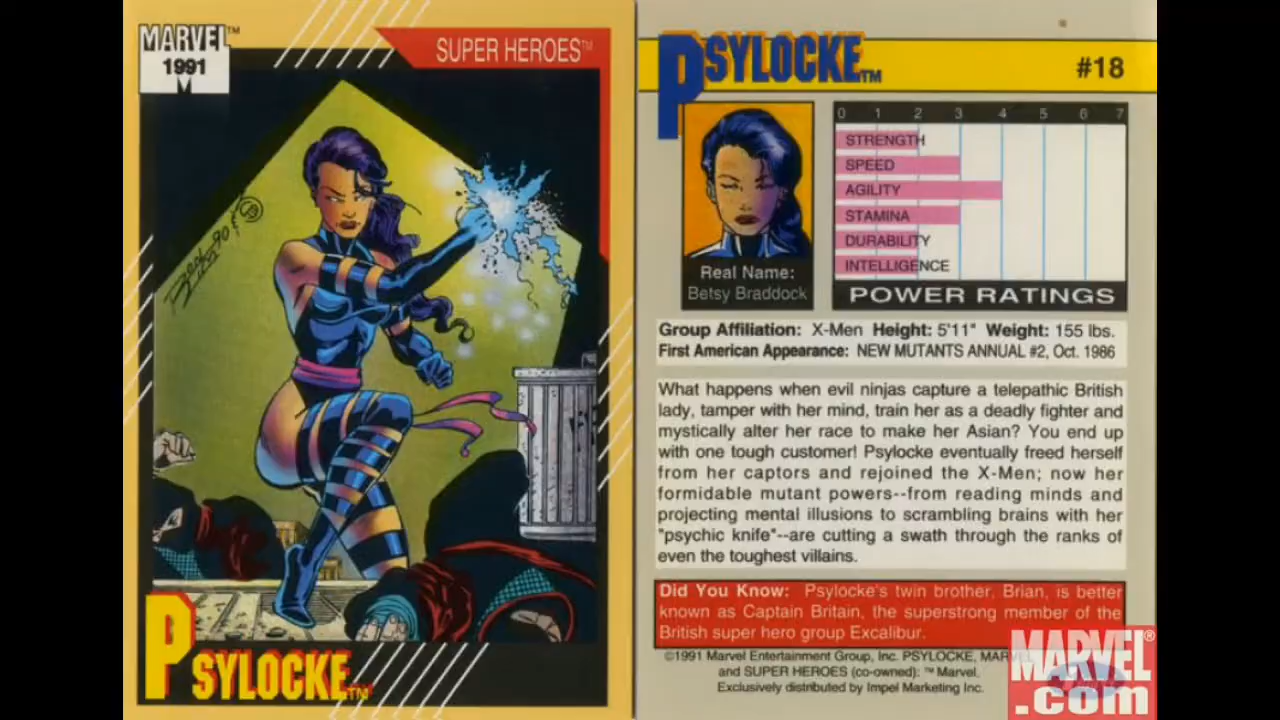 MARVEL™
1991
M
SUPER HEROES™
PSYLOCKE™
PSYLOCKE™
#18
0 1 2 3 4 5 6 7
STRENGTH
SPEED
AGILITY
STAMINA
DURABILITY
INTELLIGENCE
POWER RATINGS
Real Name:
Betsy Braddock
Group Affiliation: X-Men Height: 5'11" Weight: 155 lbs.
First American Appearance: NEW MUTANTS ANNUAL #2, Oct. 1986
What happens when evil ninjas capture a telepathic British
lady, tamper with her mind, train her as a deadly fighter and
mystically alter her race to make her Asian? You end up
with one tough customer! Psylocke eventually freed herself
from her captors and rejoined the X-Men; now her
formidable mutant powers--from reading minds and
projecting mental illusions to scrambling brains with her
"psychic knife"--are cutting a swath through the ranks of
even the toughest villains.
Did You Know: Psylocke's twin brother, Brian, is better
known as Captain Britain, the superstrong member of the
British super hero group Excalibur.
©1991 Marvel Entertainment Group, Inc. PSYLOCKE, MAR
and SUPER HEROES (co-owned): ™ Marvel.
Exclusively distributed by Impel Marketing Inc.
MARVEL®
.com